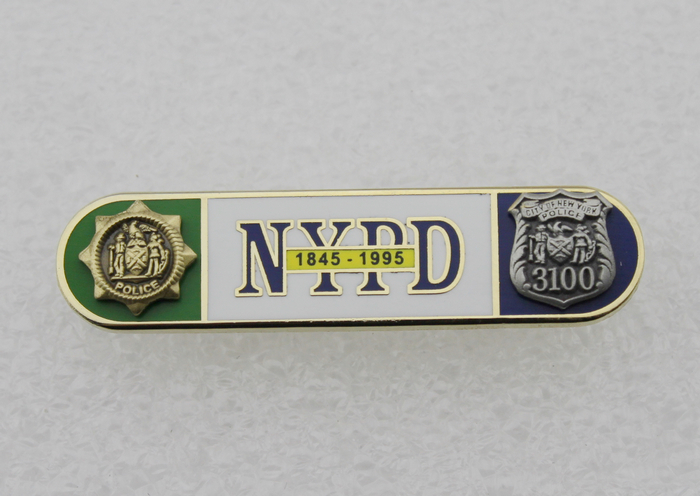 POLICE
NYPD
1845 - 1995
CITY OF NEW YORK
POLICE
3100